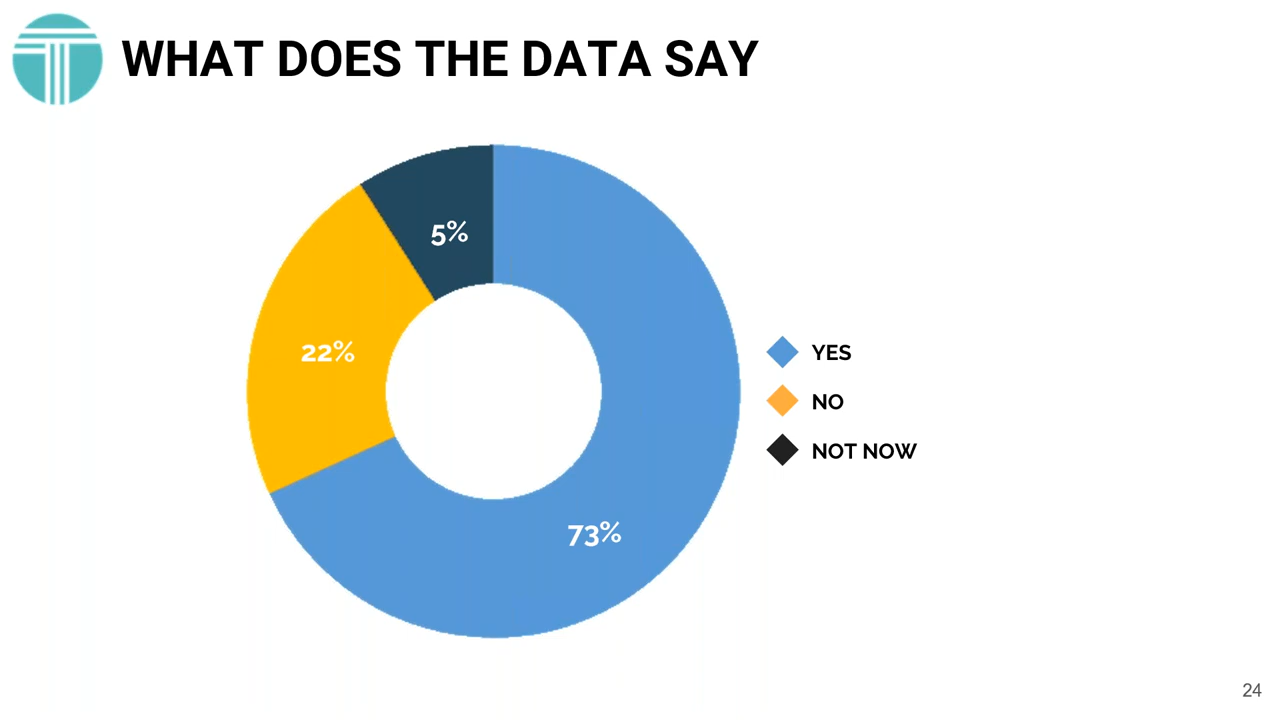 WHAT DOES THE DATA SAY
5%
22%
73%
YES
NO
NOT NOW
24